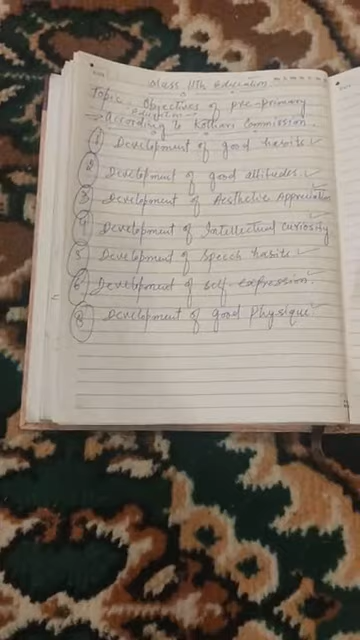 Class 11th Education
Topic: Objectives of pre-primary
education →
→ According to Kothari Commission.
1 Development of good habits.
2 Development of good attitudes.
3 Development of Aesthetic Appreciation
4 Development of Intellectual Curiosity
5 Development of Speech habits.
6 Development of self-expression.
8 Development of good Physique